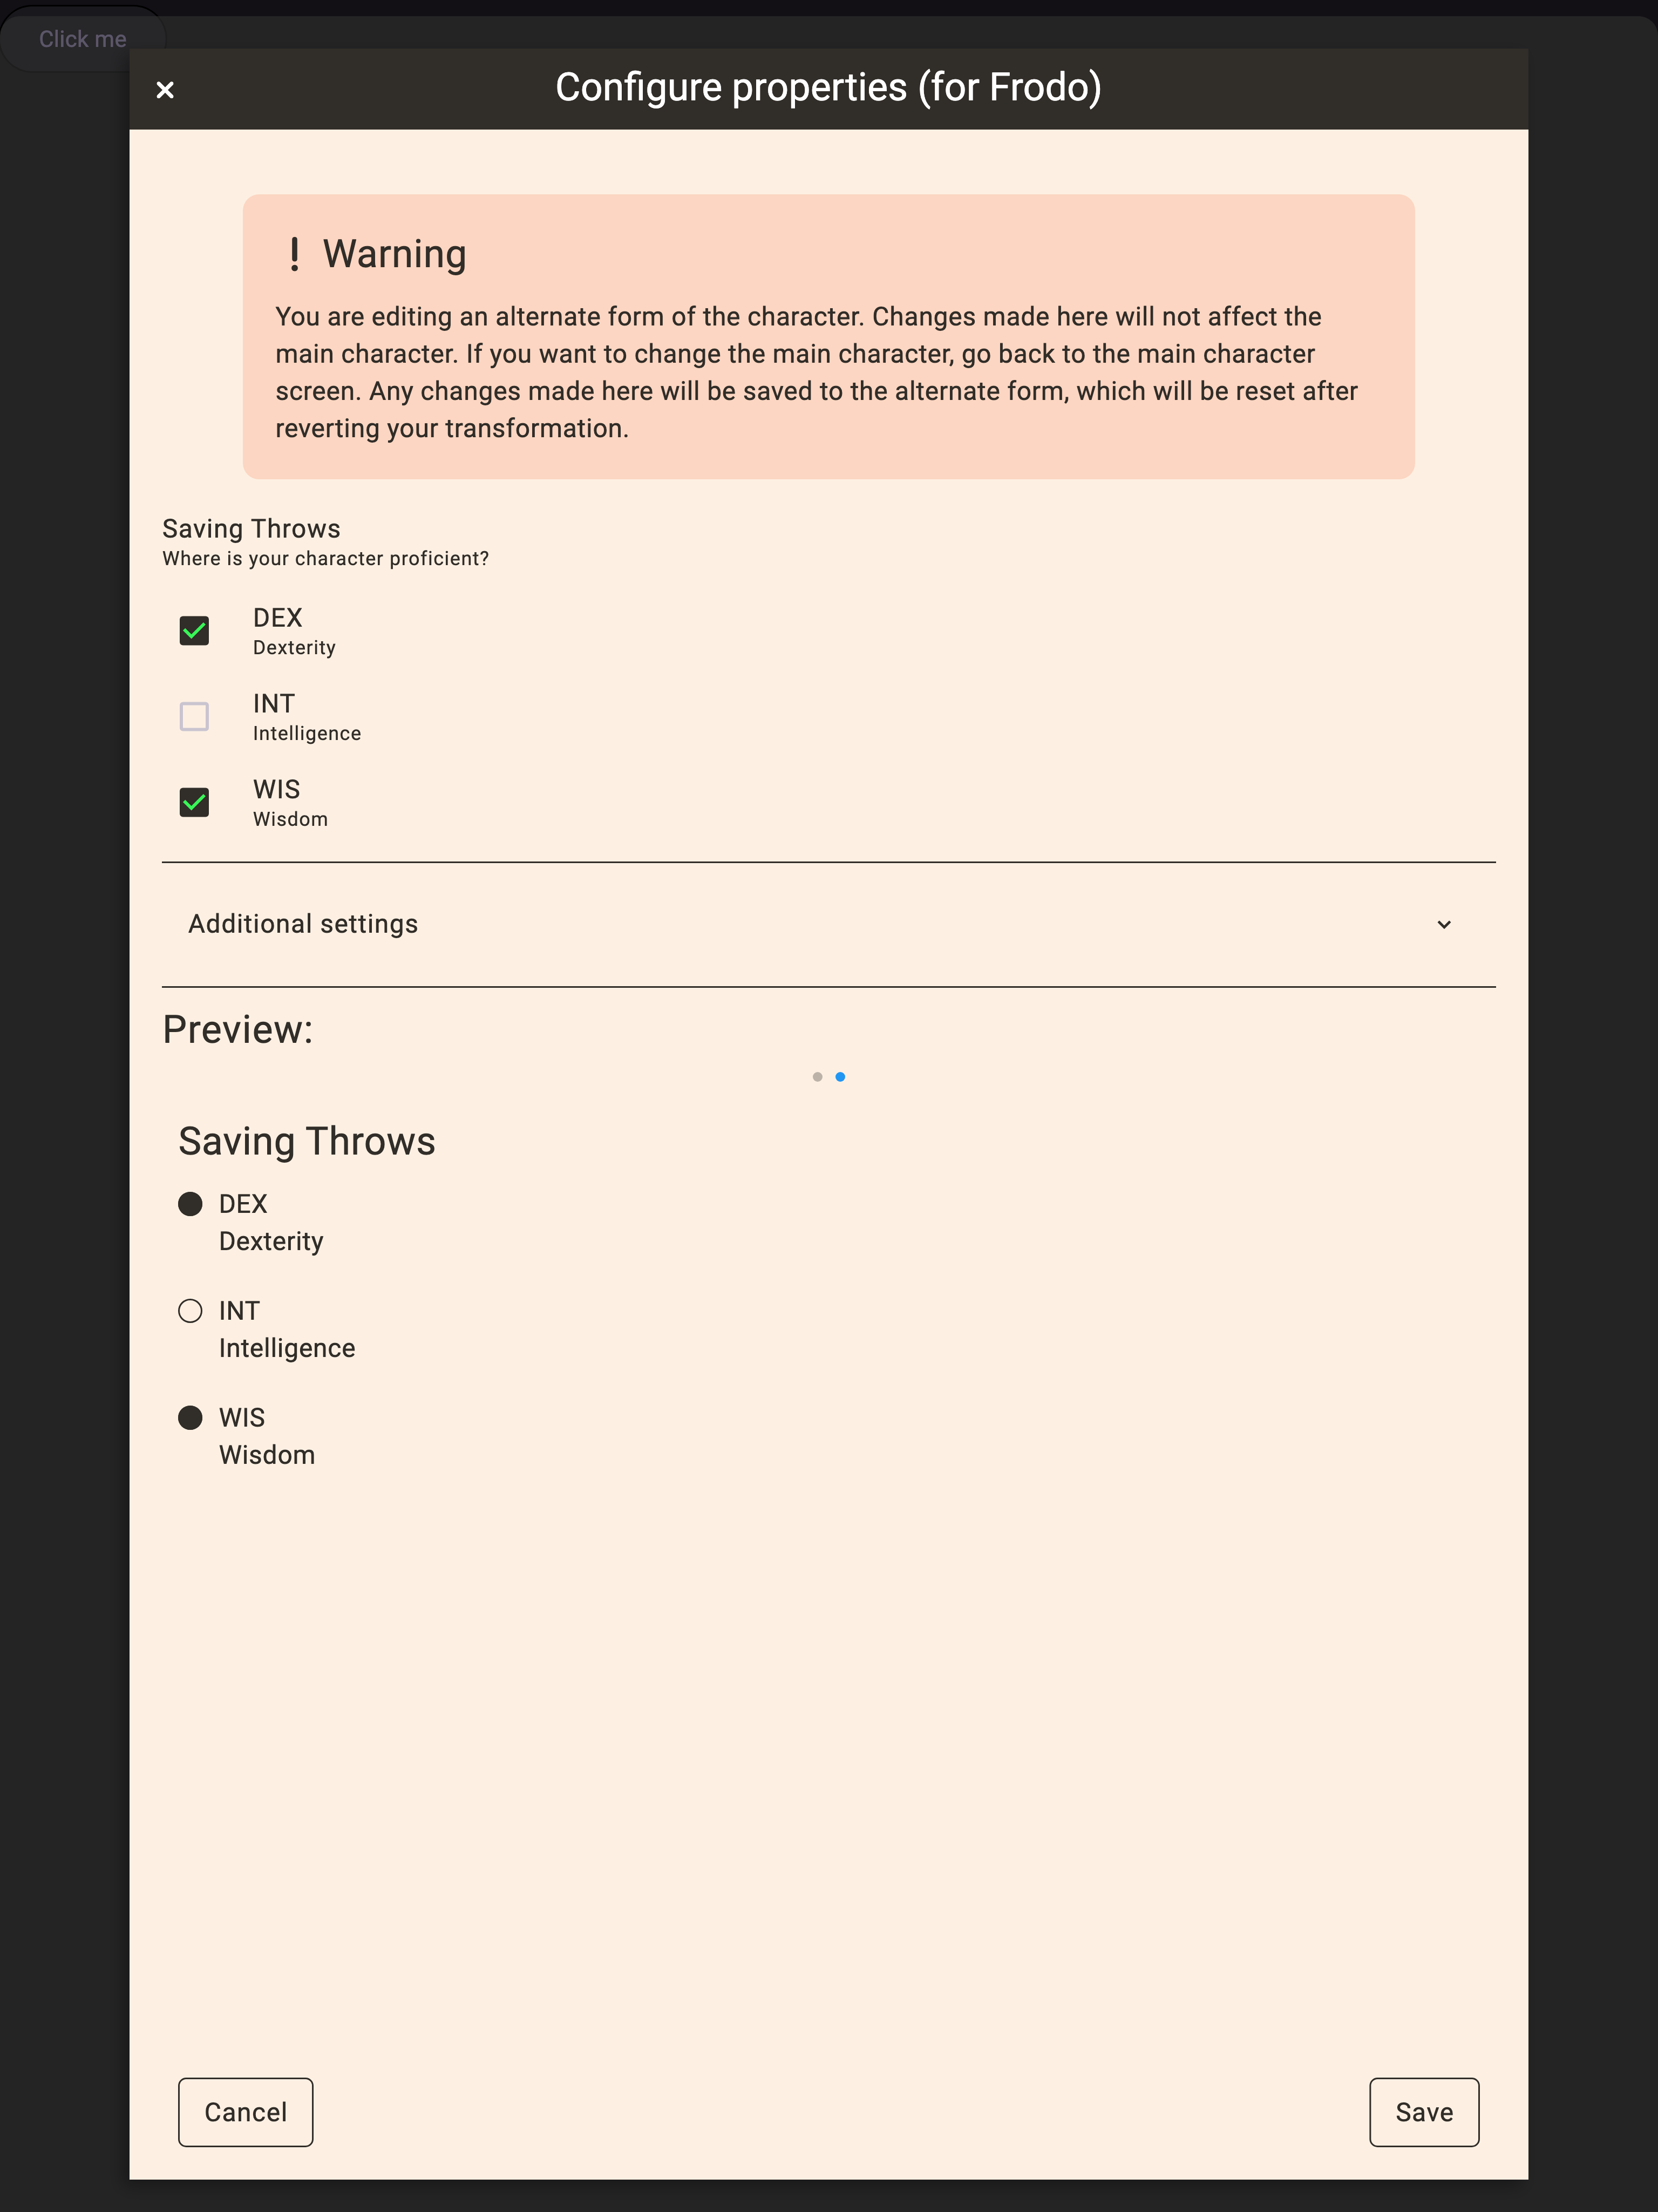 Click me
Configure properties (for Frodo)
Warning
You are editing an alternate form of the character. Changes made here will not affect the
main character. If you want to change the main character, go back to the main character
screen. Any changes made here will be saved to the alternate form, which will be reset after
reverting your transformation.
Saving Throws
Where is your character proficient?
DEX
Dexterity
INT
Intelligence
WIS
Wisdom
Additional settings
Preview:
Saving Throws
DEX
Dexterity
INT
Intelligence
WIS
Wisdom
Cancel
Save